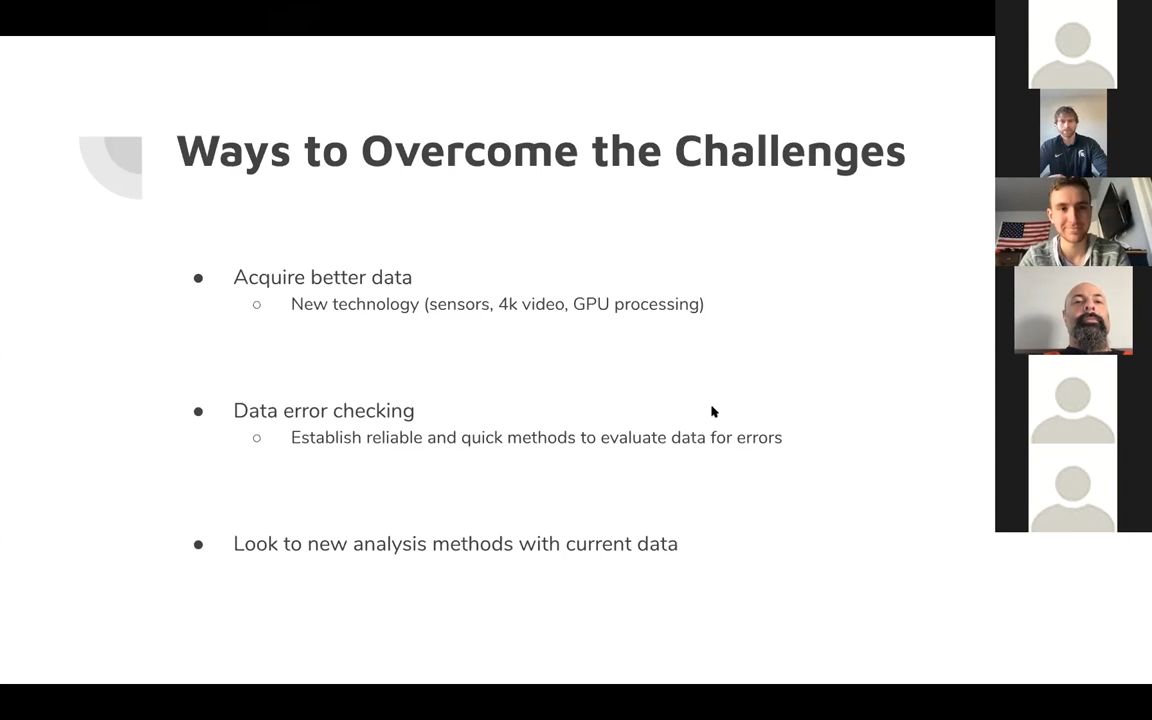 Ways to Overcome the Challenges
● Acquire better data
○ New technology (sensors, 4k video, GPU processing)
● Data error checking
○ Establish reliable and quick methods to evaluate data for errors
● Look to new analysis methods with current data